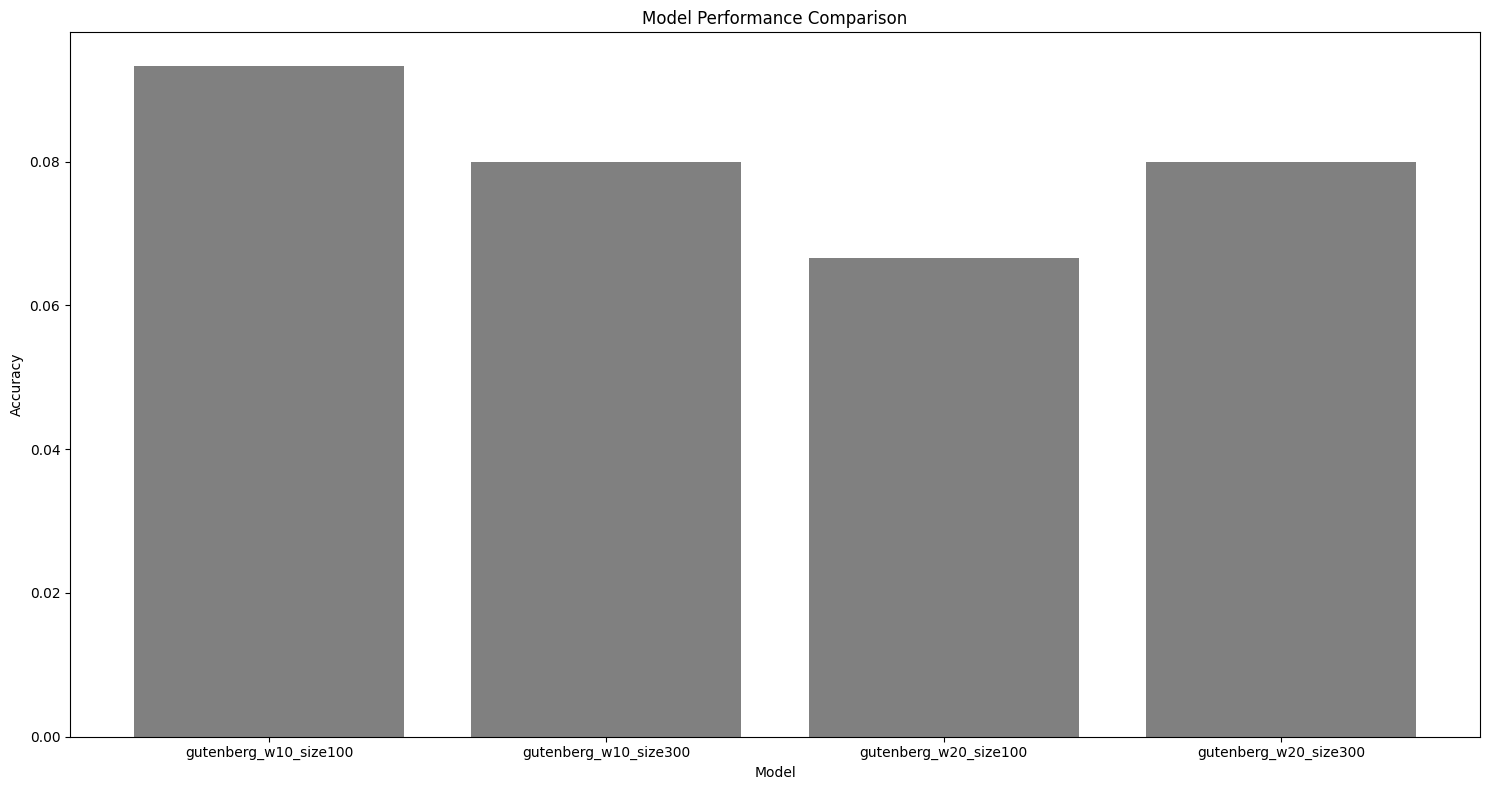 Model Performance Comparison
Accuracy
0.08
0.06
0.04
0.02
0.00
gutenberg_w10_size100 gutenberg_w10_size300 gutenberg_w20_size100 gutenberg_w20_size300
Model